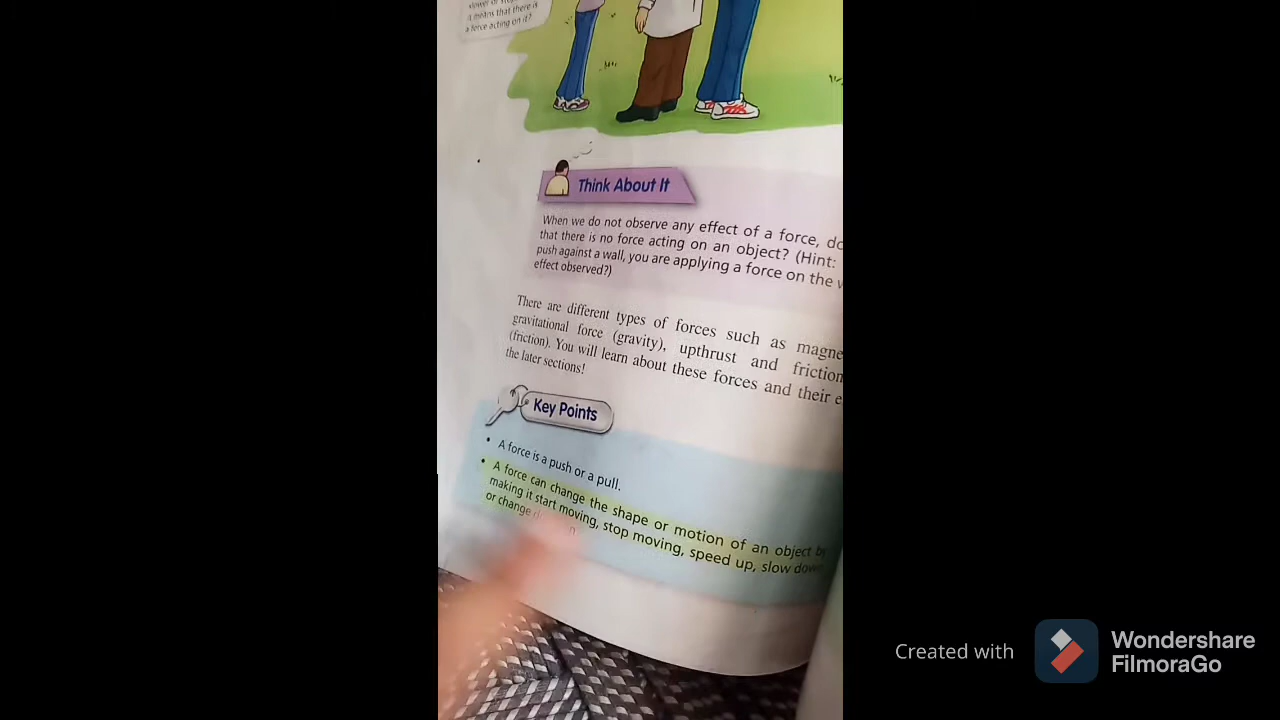 it means that there is
a force acting on it?
Think About It
When we do not observe any effect of a force,
that there is no force acting on an object? (Hint:
push against a wall, you are applying a force on the
effect observed?)
There are different types of forces such as
gravitational force (gravity), upthrust and friction
(friction). You will learn about these forces and their
the later sections!
Key Points
• A force is a push or a pull.
• A force can change the shape or motion of an object by
making it start moving, stop moving, speed up, slow down
or change
Created with
Wondershare
FilmoraGo